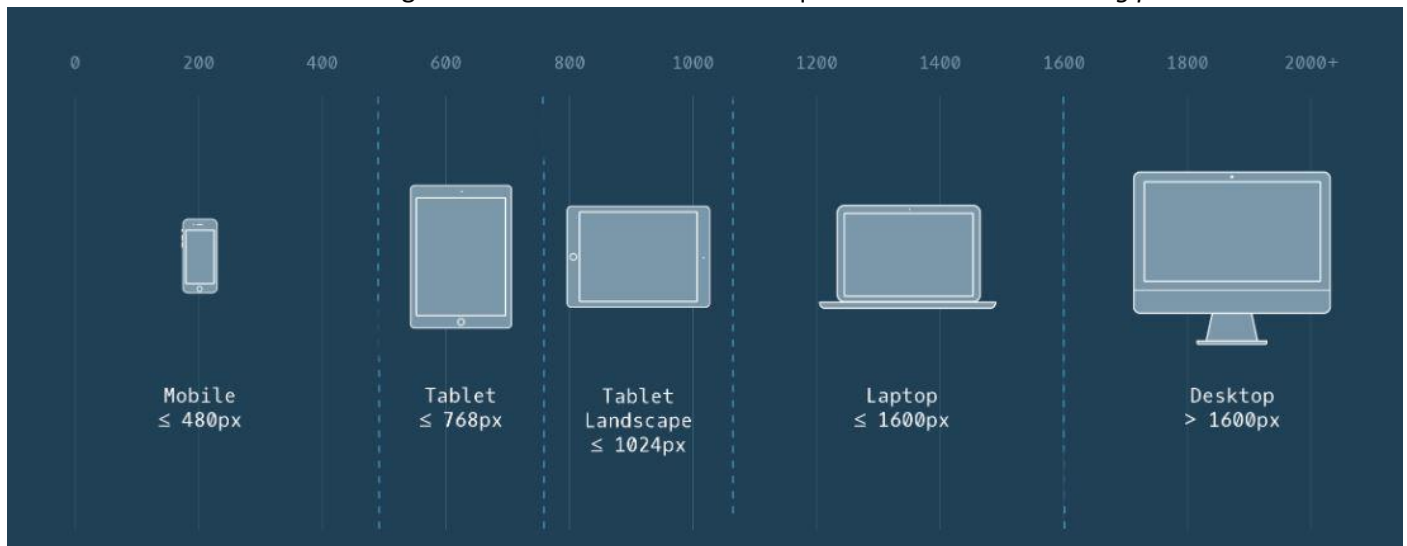 0 200 400 600 800 1000 1200 1400 1600 1800 2000+
Mobile
≤ 480px
Tablet
≤ 768px
Tablet
Landscape
≤ 1024px
Laptop
≤ 1600px
Desktop
> 1600px